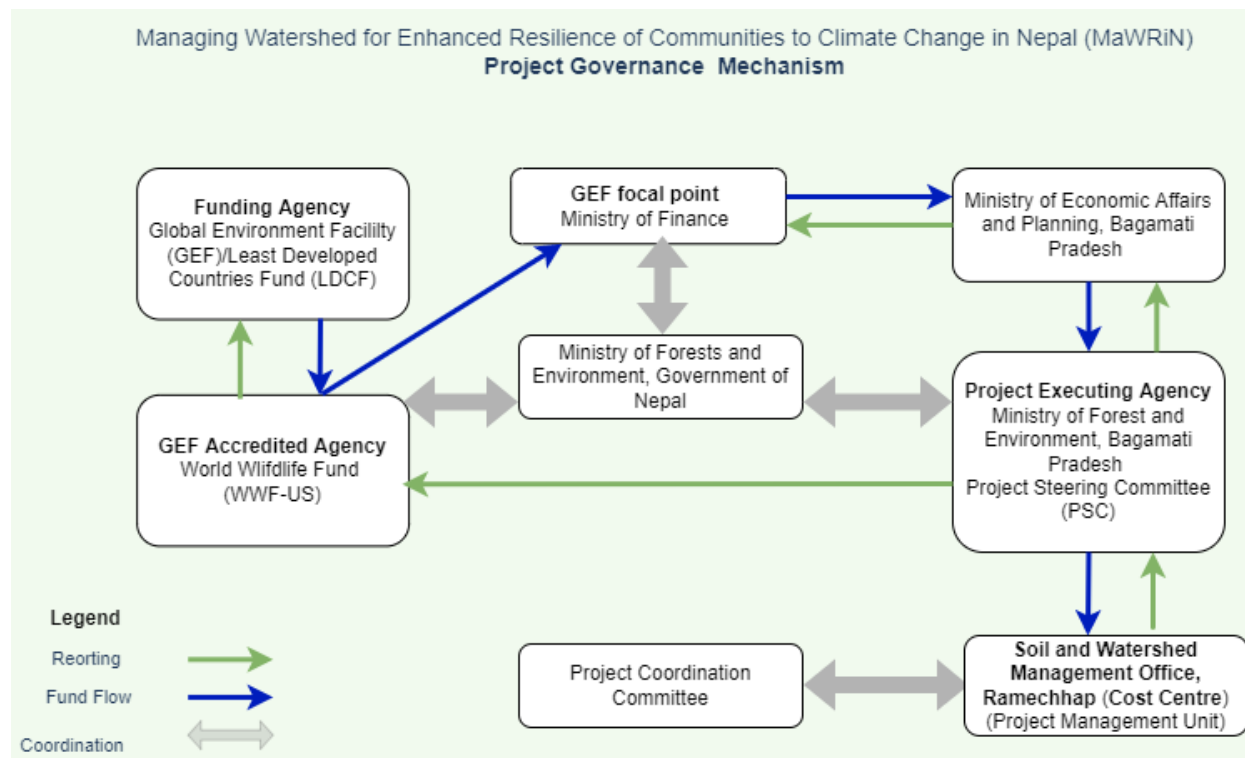 Managing Watershed for Enhanced Resilience of Communities to Climate Change in Nepal (MaWRiN)
Project Governance Mechanism
Funding Agency
Global Environment Facililty
(GEF)/Least Developed
Countries Fund (LDCF)
GEF focal point
Ministry of Finance
Ministry of Economic Affairs
and Planning, Bagamati
Pradesh
Ministry of Forests and
Environment, Government of
Nepal
GEF Accredited Agency
World Wlifdlife Fund
(WWF-US)
Project Executing Agency
Ministry of Forest and
Environment, Bagamati
Pradesh
Project Steering Committee
(PSC)
Legend
Reorting
Fund Flow
Coordination
Project Coordination
Committee
Soil and Watershed
Management Office,
Ramechhap (Cost Centre)
(Project Management Unit)